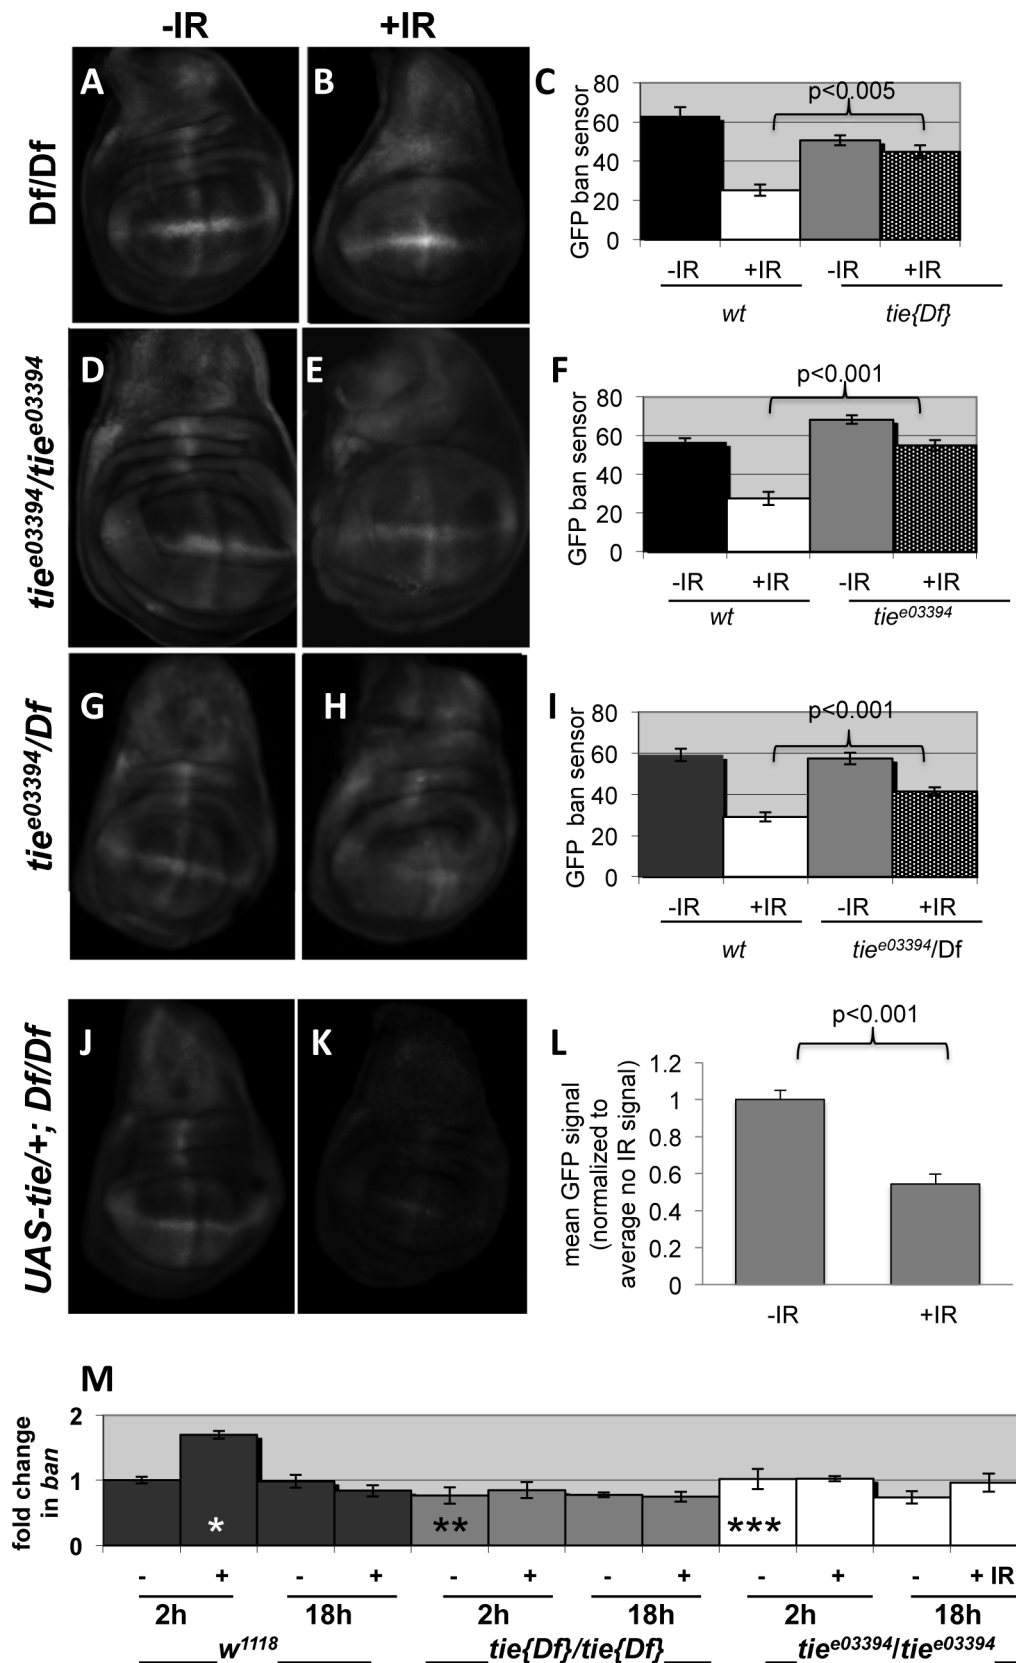 -IR +IR
Df/Df
A B C
80
60
40
20
0
GFP ban sensor
p<0.005
-IR +IR -IR +IR
wt tie{Df}
tie^e03394/tie^e03394
D E F
80
60
40
20
0
GFP ban sensor
p<0.001
-IR +IR -IR +IR
wt tie^e03394
tie^e03394/Df
G H I
80
60
40
20
0
GFP ban sensor
p<0.001
-IR +IR -IR +IR
wt tie^e03394/Df
UAS-tie/+; Df/Df
J K L
p<0.001
mean GFP signal
(normalized to
average no IR signal)
1.2
1
0.8
0.6
0.4
0.2
0
-IR +IR
M
fold change
in ban
2
1
0
* ** ***
- + - + - + - + - + - + IR
2h 18h 2h 18h 2h 18h
w^1118 tie{Df}/tie{Df} tie^e03394/tie^e03394